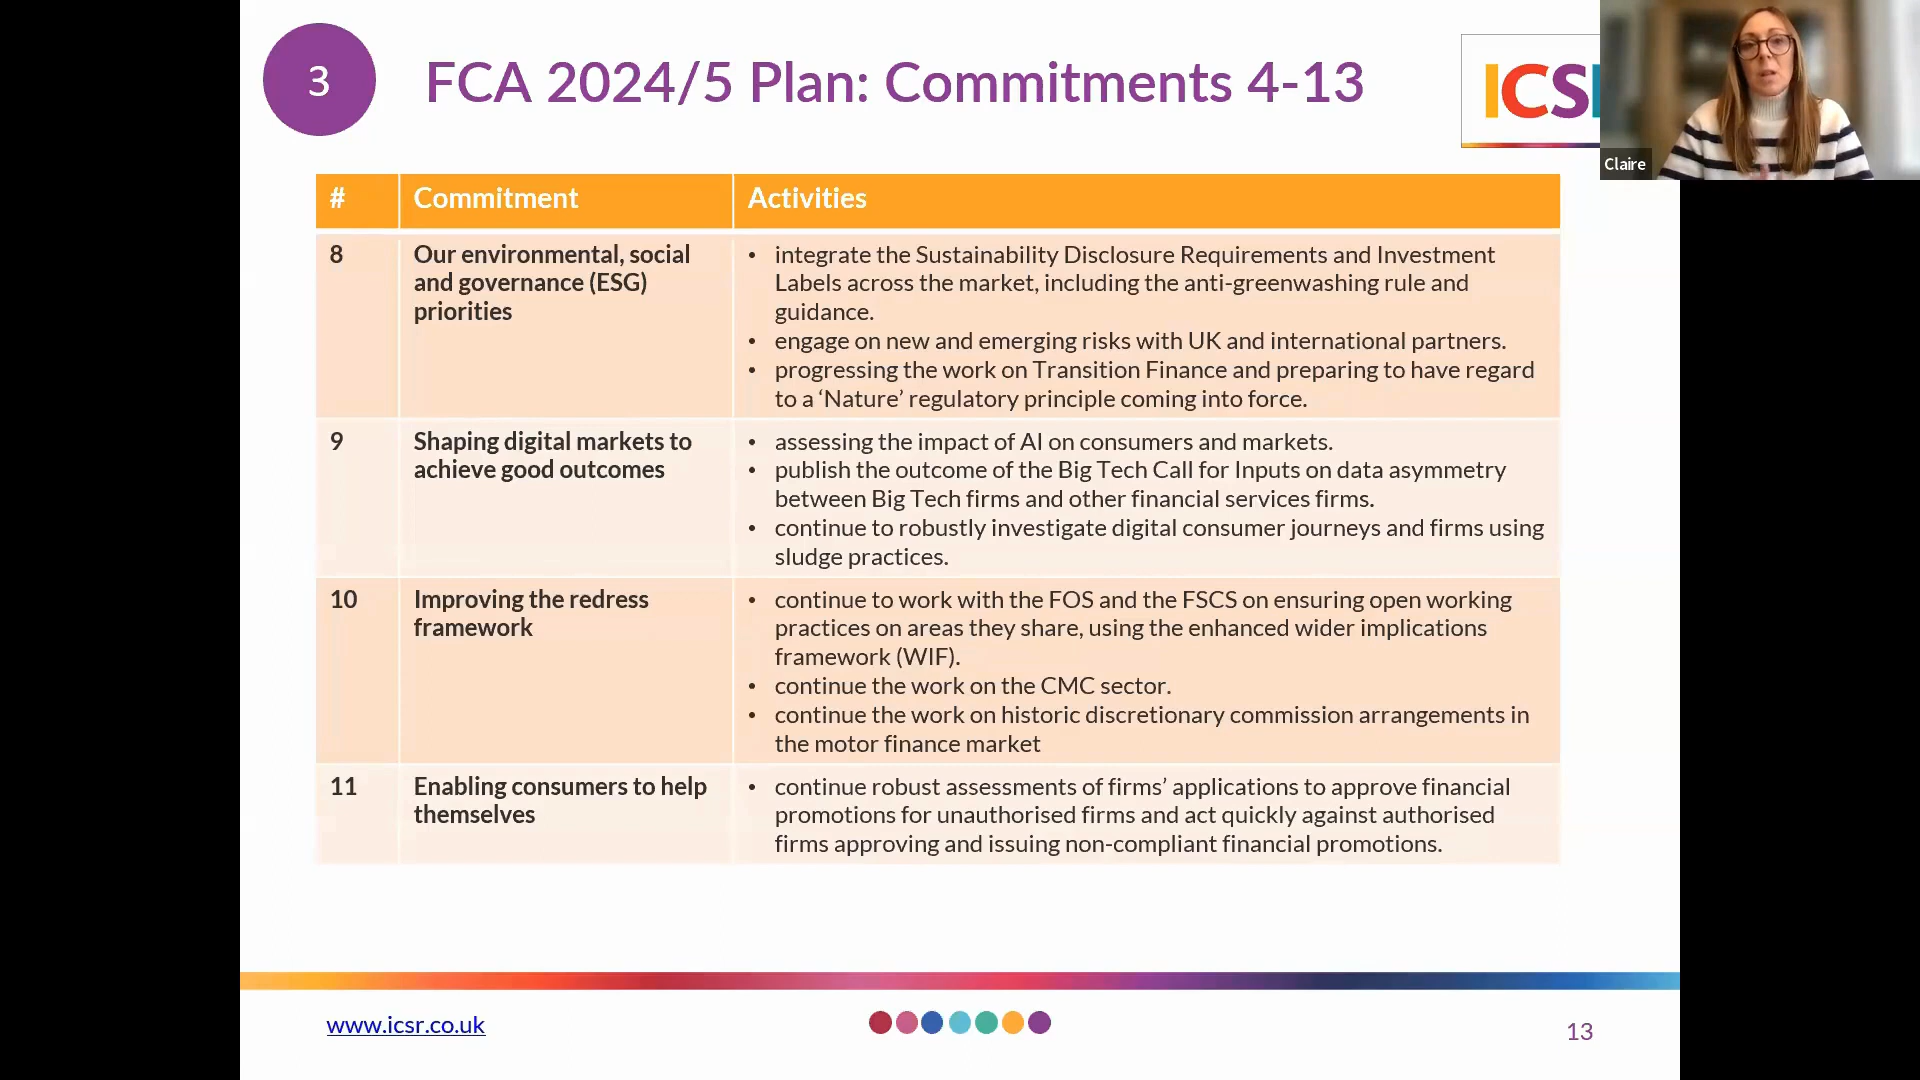 3
FCA 2024/5 Plan: Commitments 4-13
ICS
Claire
# Commitment Activities
8
Our environmental, social
and governance (ESG)
priorities
• integrate the Sustainability Disclosure Requirements and Investment
Labels across the market, including the anti-greenwashing rule and
guidance.
• engage on new and emerging risks with UK and international partners.
• progressing the work on Transition Finance and preparing to have regard
to a ‘Nature’ regulatory principle coming into force.
9
Shaping digital markets to
achieve good outcomes
• assessing the impact of AI on consumers and markets.
• publish the outcome of the Big Tech Call for Inputs on data asymmetry
between Big Tech firms and other financial services firms.
• continue to robustly investigate digital consumer journeys and firms using
sludge practices.
10
Improving the redress
framework
• continue to work with the FOS and the FSCS on ensuring open working
practices on areas they share, using the enhanced wider implications
framework (WIF).
• continue the work on the CMC sector.
• continue the work on historic discretionary commission arrangements in
the motor finance market
11
Enabling consumers to help
themselves
• continue robust assessments of firms’ applications to approve financial
promotions for unauthorised firms and act quickly against authorised
firms approving and issuing non-compliant financial promotions.
www.icsr.co.uk
13